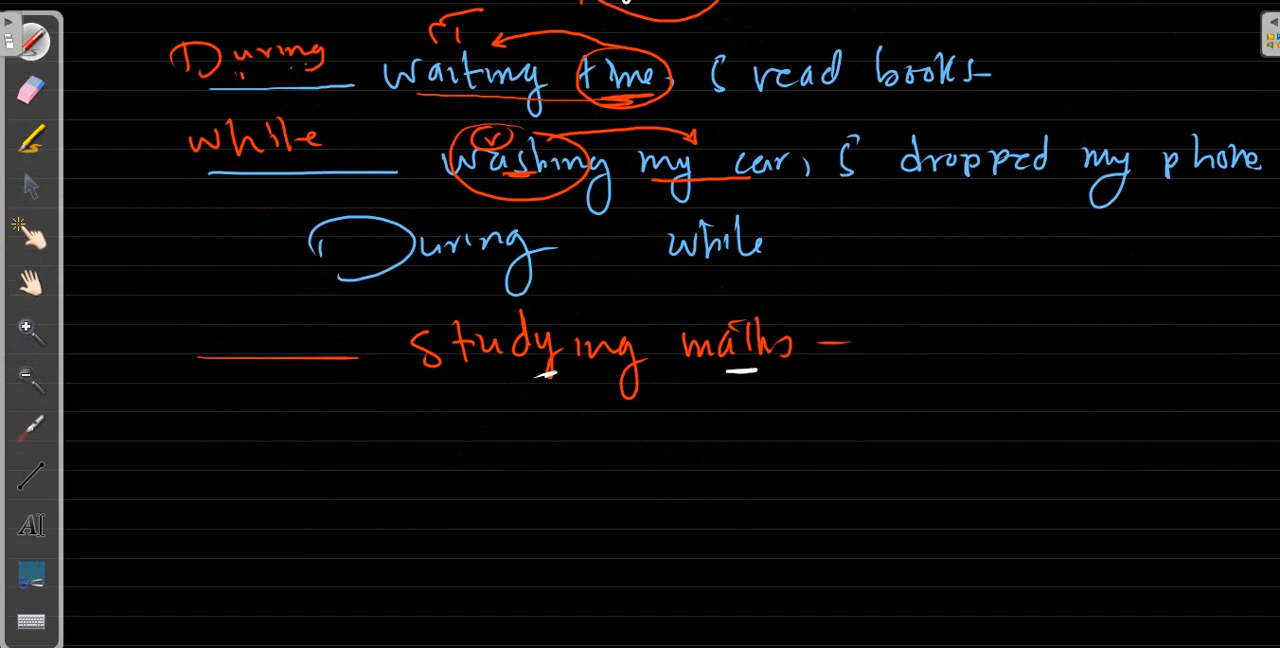 During waiting time. I read books-
while washing my car, I dropped my phone
During while
studying maths -